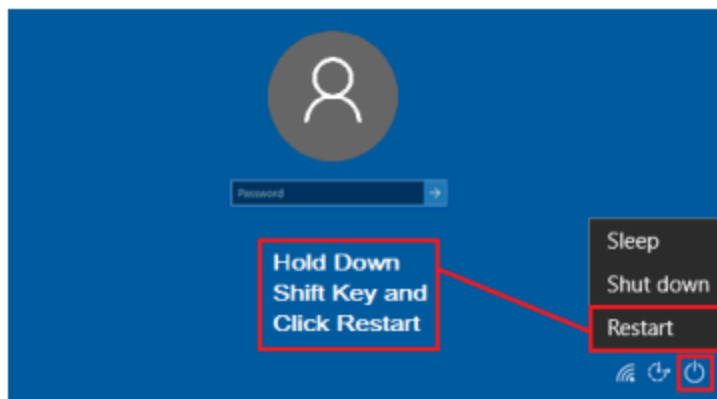 Password
Hold Down
Shift Key and
Click Restart
Sleep
Shut down
Restart